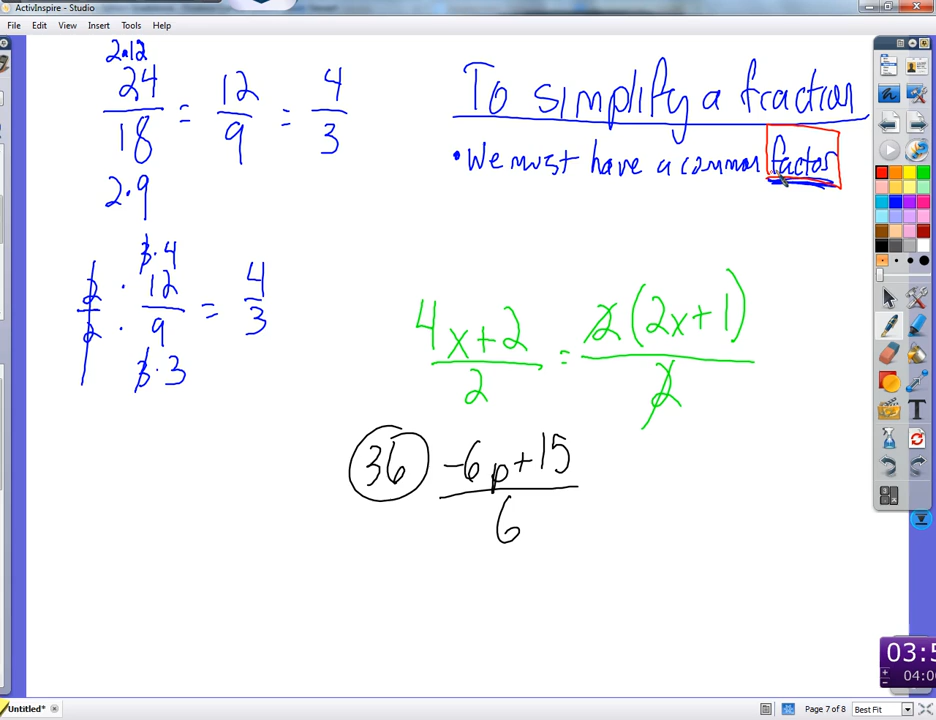 ActivInspire - Studio
File Edit View Insert Tools Help
2·12
24/18 = 12/9 = 4/3
2·9
To simplify a fraction
• We must have a common factor
3·4
2/2 · 12/9 = 4/3
3·3
(4x+2)/2 = 2(2x+1)/2
36 (-6p+15)/6
03:5
04:0
Untitled*
Page 7 of 8
Best Fit